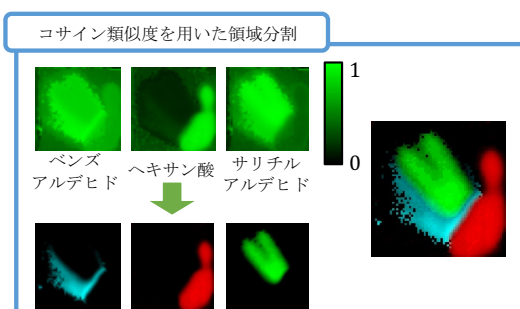 コサイン類似度を用いた領域分割
1
0
ベンズ
アルデヒド
ヘキサン酸
サリチル
アルデヒド